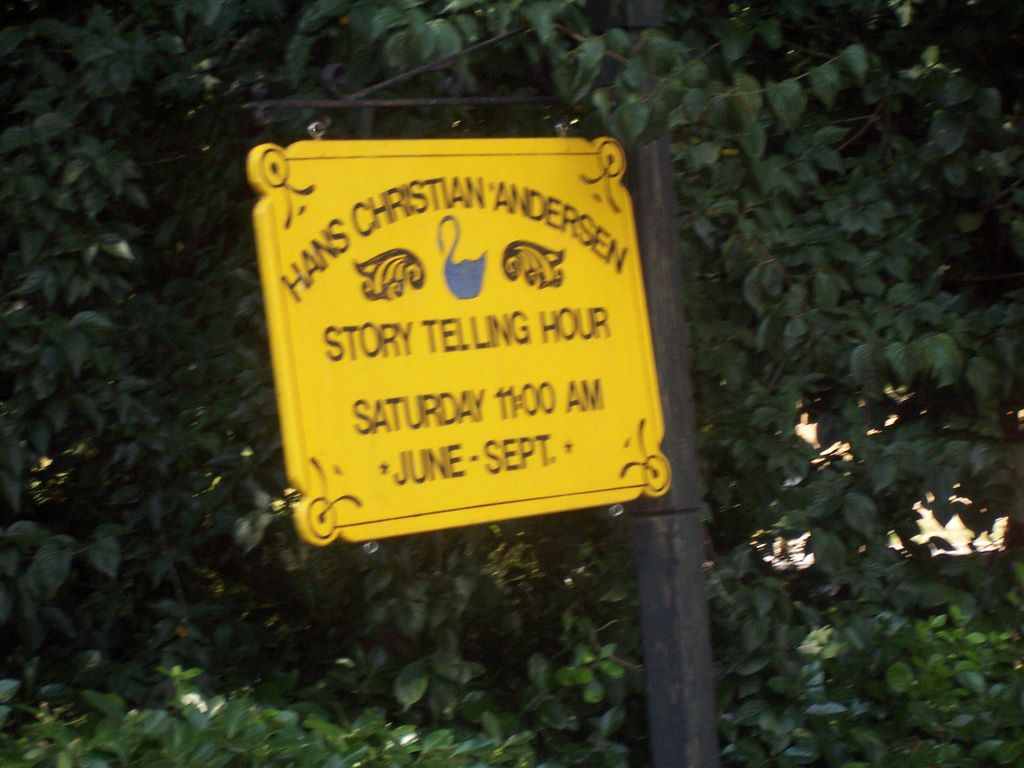 HANS CHRISTIAN ANDERSEN
STORY TELLING HOUR
SATURDAY 11:00 AM
*JUNE-SEPT.*